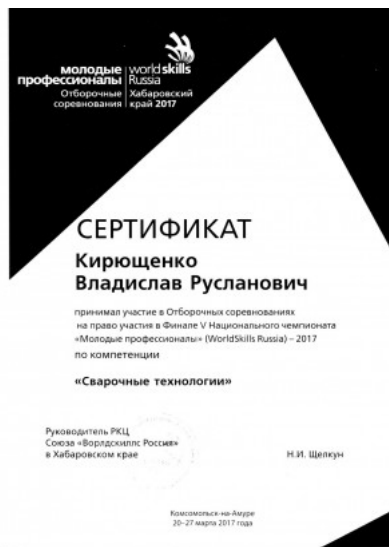 молодые профессионалы
Отборочные соревнования
worldskills Russia
Хабаровский край 2017
СЕРТИФИКАТ
Кирющенко
Владислав Русланович
принимал участие в Отборочных соревнованиях
на право участия в Финале V Национального чемпионата
«Молодые профессионалы» (WorldSkills Russia) – 2017
по компетенции
«Сварочные технологии»
Руководитель РКЦ
Союза «Ворлдскиллс Россия»
в Хабаровском крае
Н.И. Щелкун
Комсомольск-на-Амуре
20–27 марта 2017 года